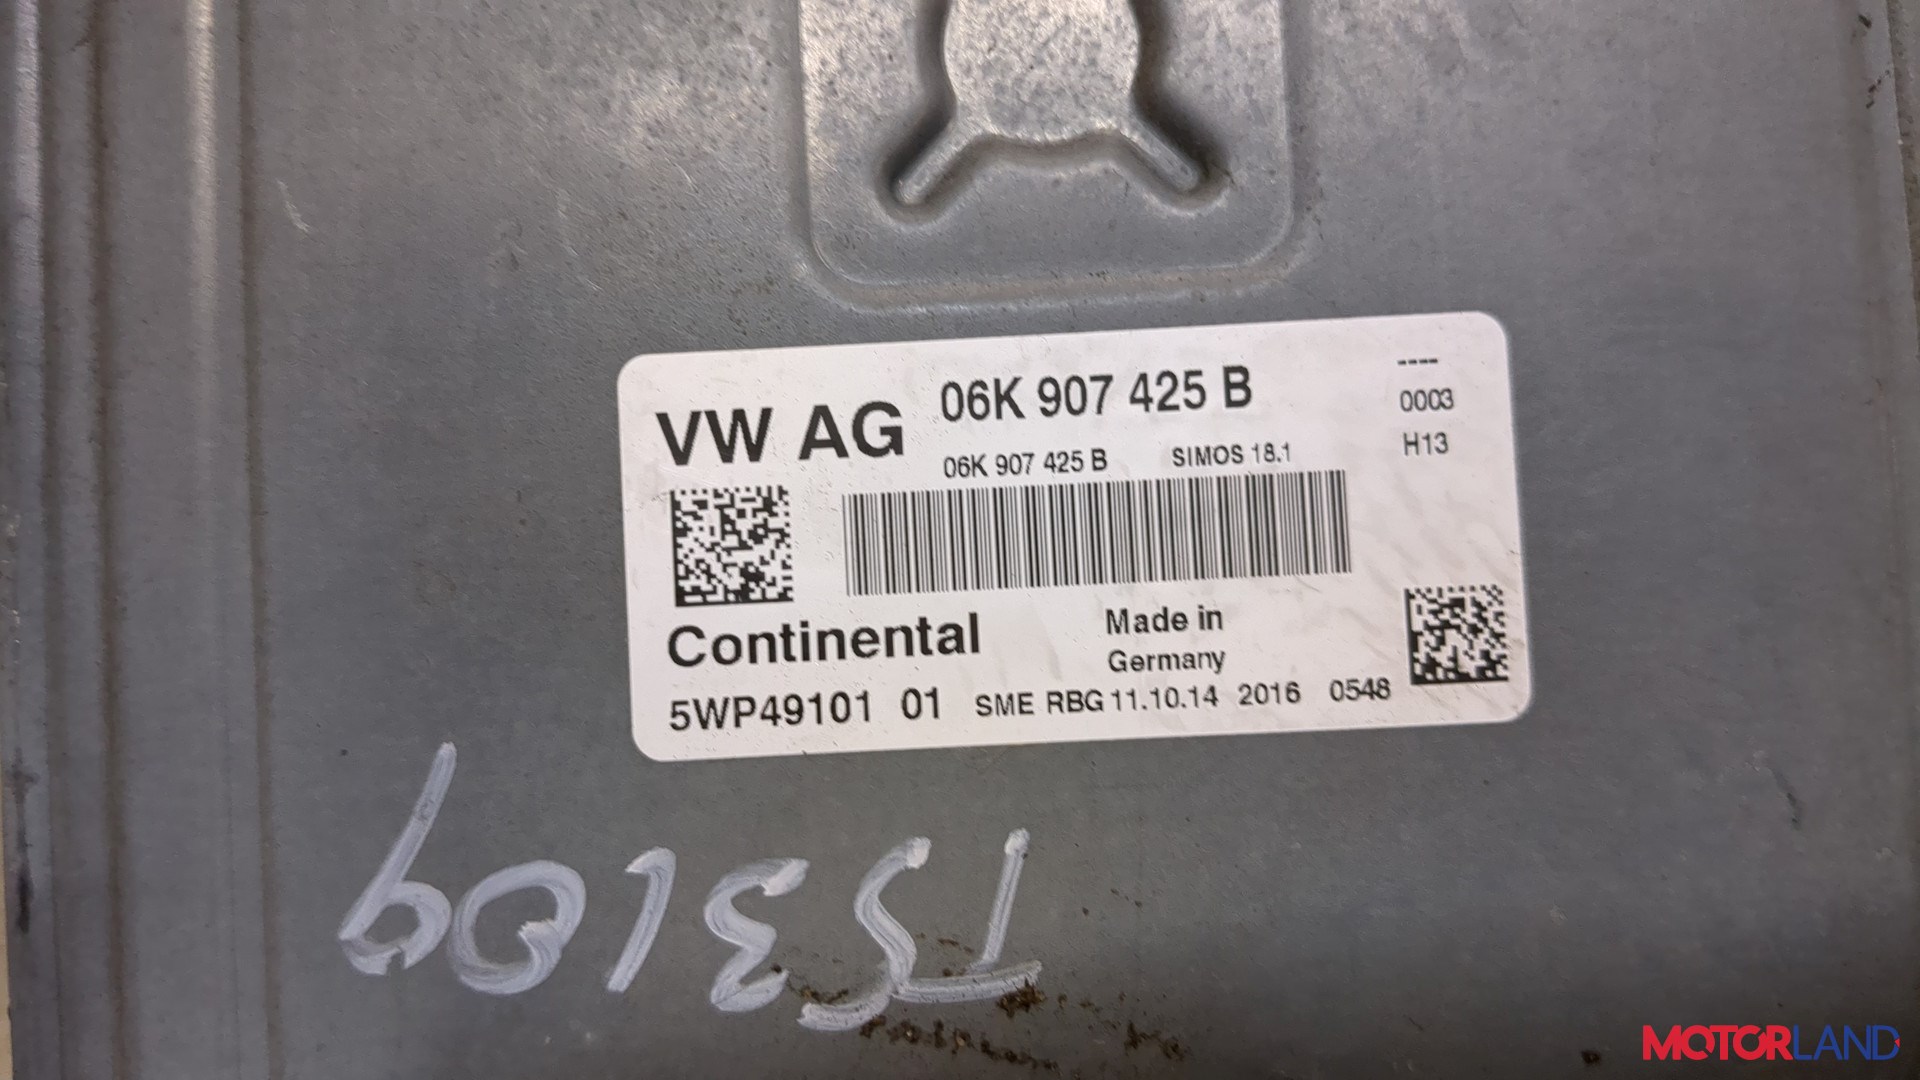 VW AG 06K 907 425 B ----
06K 907 425 B SIMOS 18.1 0003
H13
Continental Made in
Germany
5WP49101 01 SME RBG 11.10.14 2016 0548
TS3109
MOTORLAND